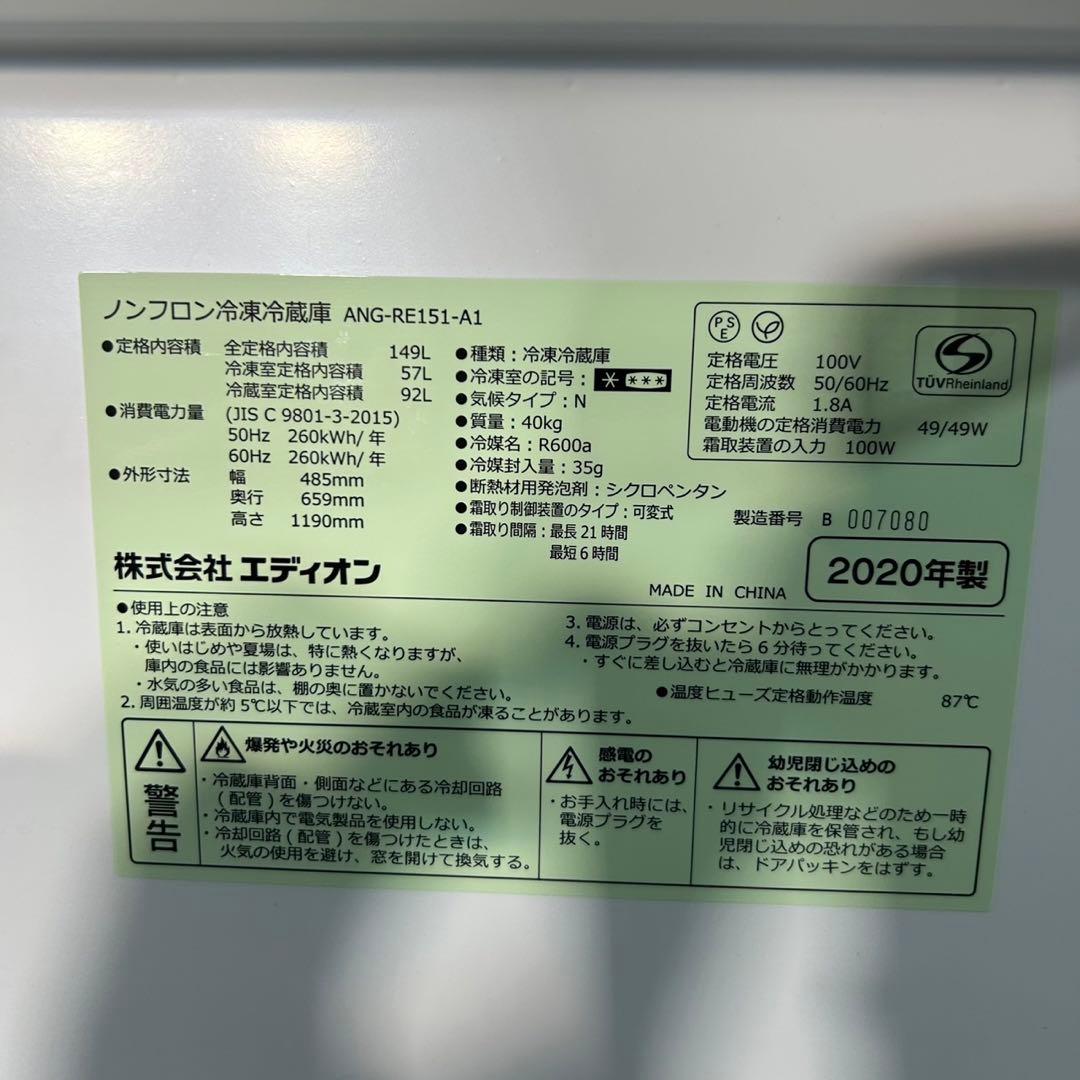 ノンフロン冷凍冷蔵庫 ANG-RE151-A1
●定格内容積 全定格内容積 149L
冷凍室定格内容積 57L
冷蔵室定格内容積 92L
●消費電力量 (JIS C 9801-3-2015)
50Hz 260kWh/年
60Hz 260kWh/年
●外形寸法 幅 485mm
奥行 659mm
高さ 1190mm
●種類:冷凍冷蔵庫
●冷凍室の記号:* ***
●気候タイプ:N
●質量:40kg
●冷媒名:R600a
●冷媒封入量:35g
●断熱材用発泡剤:シクロペンタン
●霜取り制御装置のタイプ:可変式
●霜取り間隔:最長21時間
最短6時間
PSE
定格電圧 100V
定格周波数 50/60Hz
定格電流 1.8A
電動機の定格消費電力 49/49W
霜取装置の入力 100W
TÜVRheinland
製造番号 B 007080
株式会社エディオン
MADE IN CHINA
2020年製
●使用上の注意
1. 冷蔵庫は表面から放熱しています。
・使いはじめや夏場は、特に熱くなりますが、
庫内の食品には影響ありません。
・水気の多い食品は、棚の奥に置かないでください。
2. 周囲温度が約5℃以下では、冷蔵室内の食品が凍ることがあります。
3. 電源は、必ずコンセントからとってください。
4. 電源プラグを抜いたら6分待ってください。
・すぐに差し込むと冷蔵庫に無理がかかります。
●温度ヒューズ定格動作温度 87℃
警告
爆発や火災のおそれあり
・冷蔵庫背面・側面などにある冷却回路
(配管)を傷つけない。
・冷蔵庫内で電気製品を使用しない。
・冷却回路(配管)を傷つけたときは、
火気の使用を避け、窓を開けて換気する。
感電の
おそれあり
・お手入れ時には、
電源プラグを
抜く。
幼児閉じ込めの
おそれあり
・リサイクル処理などのため一時
的に冷蔵庫を保管され、もし幼
児閉じ込めの恐れがある場合
は、ドアパッキンをはずす。